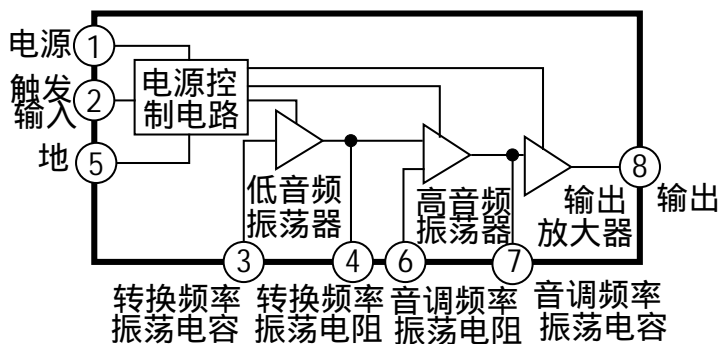 电源
1
触发
输入
2
地
5
电源控
制电路
低音频
振荡器
高音频
振荡器
输出
放大器
8
输出
3
4
6
7
转换频率
振荡电容
转换频率
振荡电阻
音调频率
振荡电阻
音调频率
振荡电容